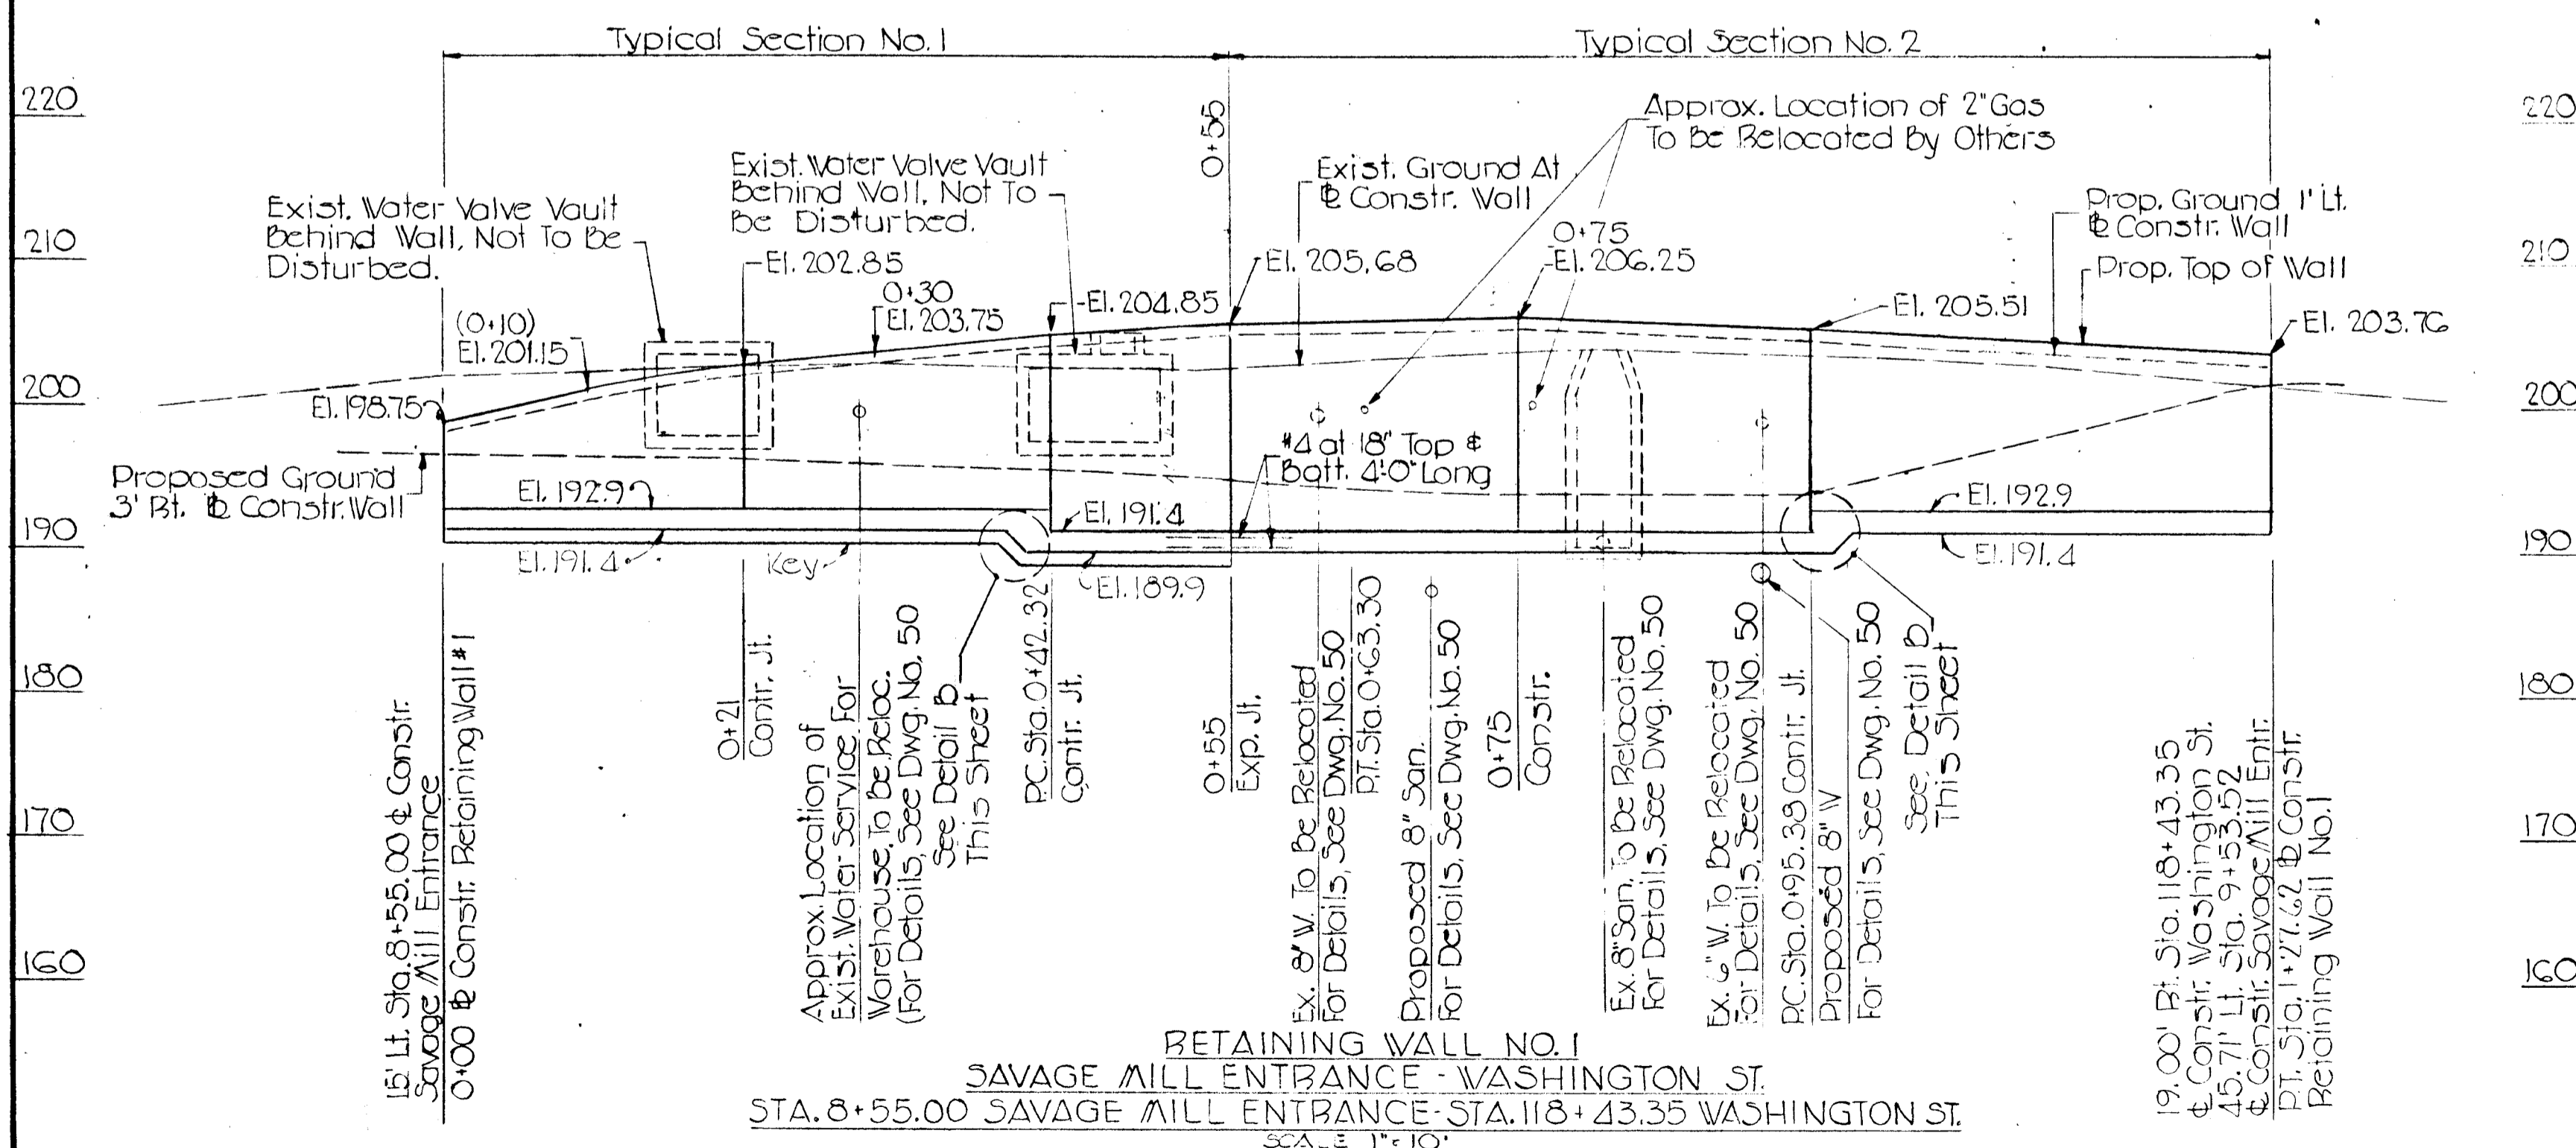 Typical Section No. 1
Typical Section No. 2
220
210
200
190
180
170
160
220
210
200
190
180
170
160
0+55
Approx. Location of 2" Gas
To Be Relocated By Others
Exist. Water Valve Vault
Behind Wall, Not To Be
Disturbed.
Exist. Water Valve Vault
Behind Wall, Not To
Be Disturbed.
Exist. Ground At
℄ Constr. Wall
Prop. Ground 1' Lt.
℄ Constr. Wall
Prop. Top of Wall
(0+10)
El. 201.15
El. 202.85
0+30
El. 203.75
El. 204.85
El. 205.68
0+75
El. 206.25
El. 205.51
El. 203.76
El. 198.75
Proposed Ground
3' Rt. ℄ Constr. Wall
El. 192.9
#4 at 18" Top &
Bott. 4'-0" Long
El. 191.4
El. 192.9
El. 191.4
Key
El. 189.9
El. 191.4
15' Lt. Sta. 8+55.00 ℄ Constr.
Savage Mill Entrance
0+00 ℄ Constr. Retaining Wall #1
0+21
Contr. Jt.
Approx. Location of
Exist. Water Service For
Warehouse, To Be Reloc.
(For Details, See Dwg. No. 50
See Detail D
This Sheet
P.C. Sta. 0+42.32
Contr. Jt.
0+55
Exp. Jt.
Ex. 8" W. To Be Relocated
For Details, See Dwg. No. 50
P.T. Sta. 0+63.30
Proposed 8" San.
For Details, See Dwg. No. 50
0+75
Constr.
Ex. 8" San. To Be Relocated
For Details, See Dwg. No. 50
Ex. 6" W. To Be Relocated
For Details, See Dwg. No. 50
P.C. Sta. 0+95.38 Contr. Jt.
Proposed 8" W
For Details, See Dwg. No. 50
See Detail D
This Sheet
19.00' Rt. Sta. 118+43.35
℄ Constr. Washington St.
45.71' Lt. Sta. 9+53.52
℄ Constr. Savage Mill Entr.
P.T. Sta. 1+27.62 ℄ Constr.
Retaining Wall No. 1
RETAINING WALL NO. 1
SAVAGE MILL ENTRANCE - WASHINGTON ST.
STA. 8+55.00 SAVAGE MILL ENTRANCE - STA. 118+43.35 WASHINGTON ST.
SCALE 1" = 10'